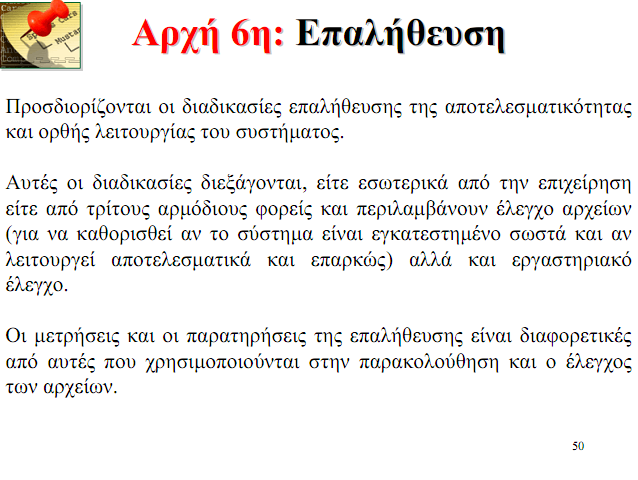 Αρχή 6η: Επαλήθευση
Προσδιορίζονται οι διαδικασίες επαλήθευσης της αποτελεσματικότητας
και ορθής λειτουργίας του συστήματος.
Αυτές οι διαδικασίες διεξάγονται, είτε εσωτερικά από την επιχείρηση
είτε από τρίτους αρμόδιους φορείς και περιλαμβάνουν έλεγχο αρχείων
(για να καθορισθεί αν το σύστημα είναι εγκατεστημένο σωστά και αν
λειτουργεί αποτελεσματικά και επαρκώς) αλλά και εργαστηριακό
έλεγχο.
Οι μετρήσεις και οι παρατηρήσεις της επαλήθευσης είναι διαφορετικές
από αυτές που χρησιμοποιούνται στην παρακολούθηση και ο έλεγχος
των αρχείων.
50